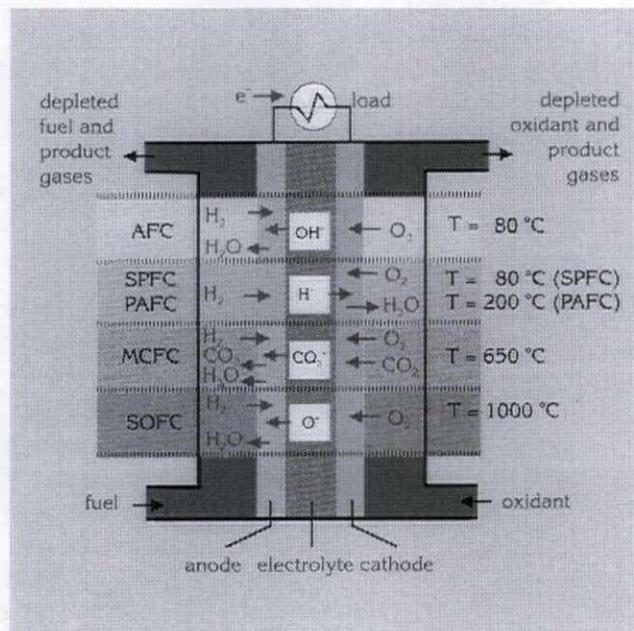 e⁻
load
depleted
fuel and
product
gases
depleted
oxidant and
product
gases
AFC
H₂
H₂O
OH⁻
O₂
T = 80 °C
SPFC
PAFC
H₂
H⁻
O₂
H₂O
T = 80 °C (SPFC)
T = 200 °C (PAFC)
MCFC
H₂
CO₂
H₂O
CO₃⁻
O₂
CO₂
T = 650 °C
SOFC
H₂
H₂O
O⁻
O₂
T = 1000 °C
fuel
oxidant
anode electrolyte cathode